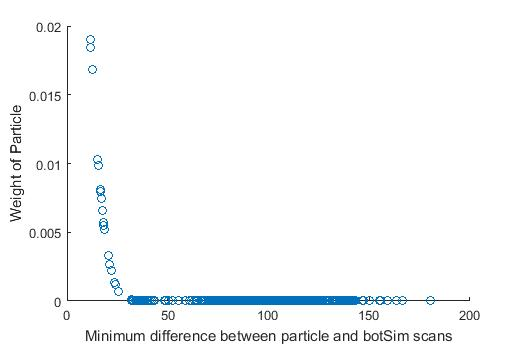 0.02
0.015
0.01
0.005
0
0 50 100 150 200
Weight of Particle
Minimum difference between particle and botSim scans